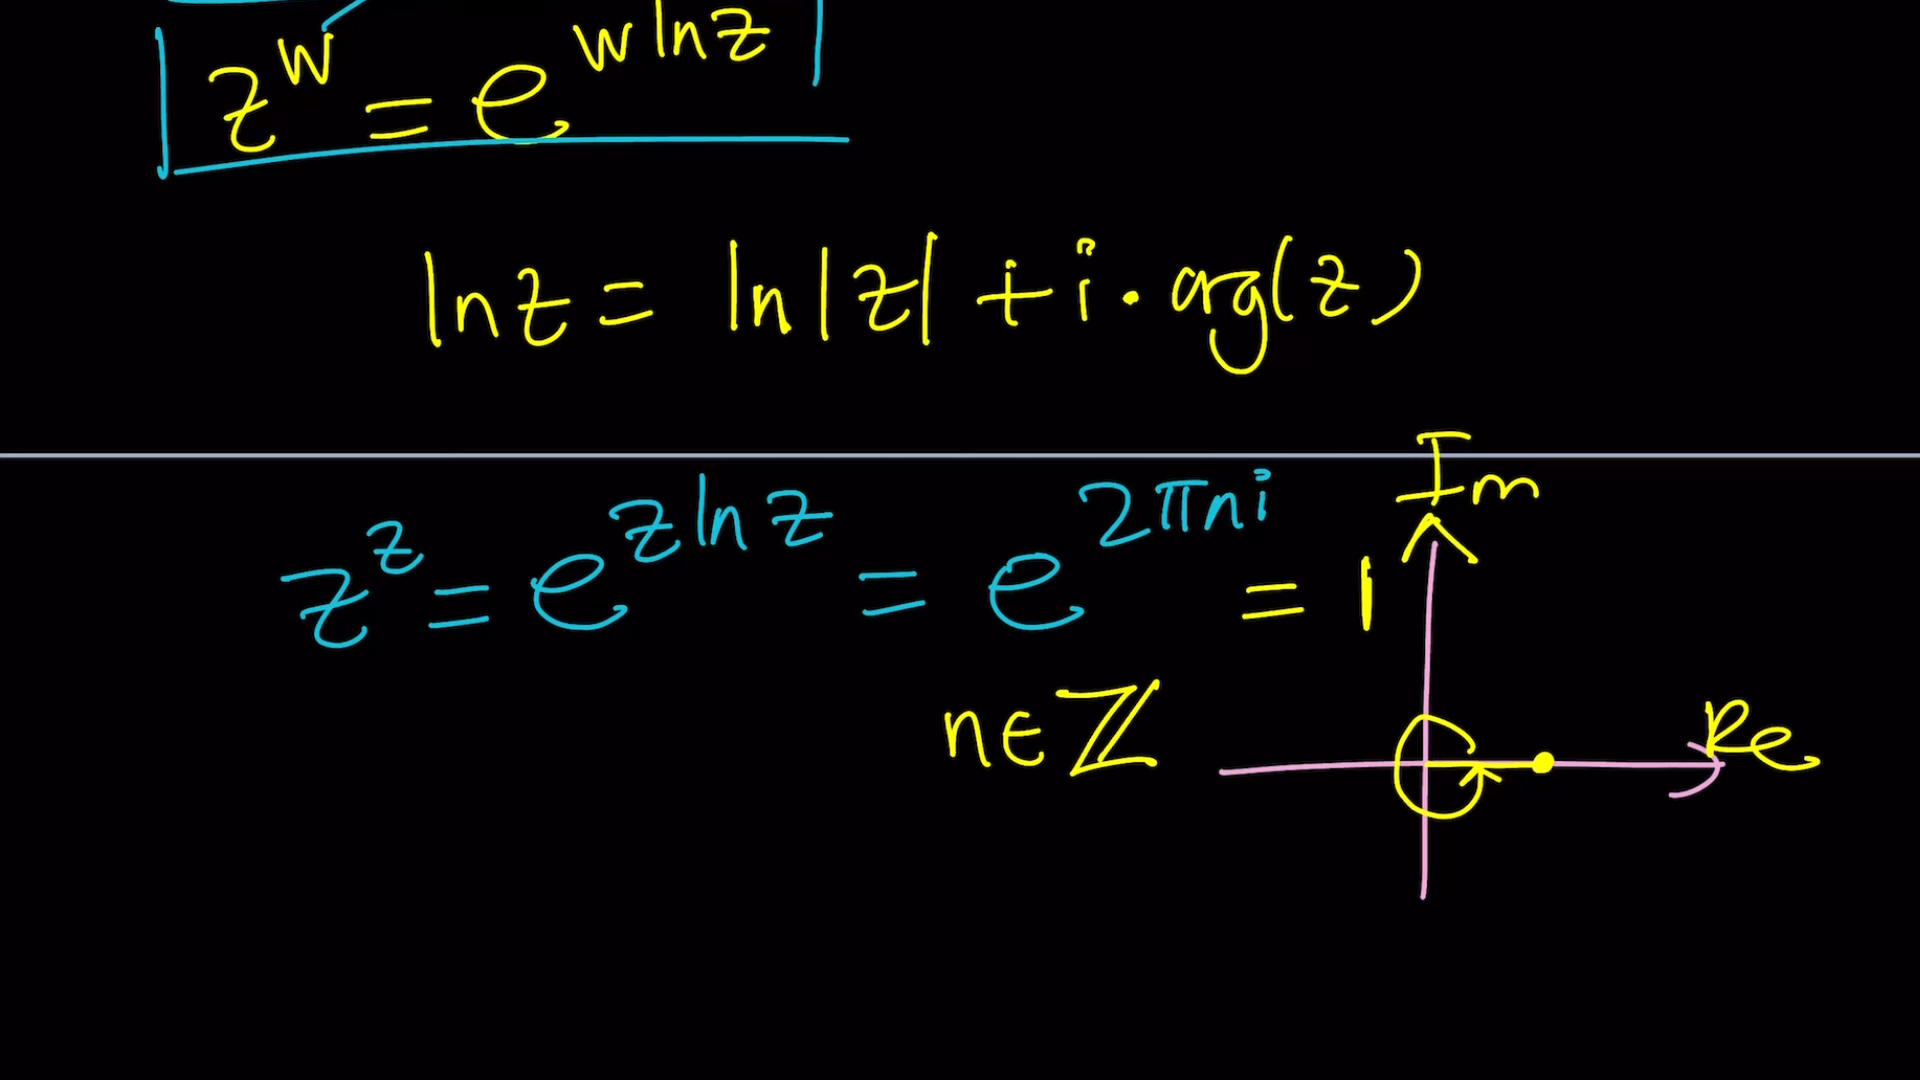 z^w = e^{w ln z}
ln z = ln |z| + i · arg(z)
Im
z^z = e^{z ln z} = e^{2πni} = 1
n ∈ ℤ
Re